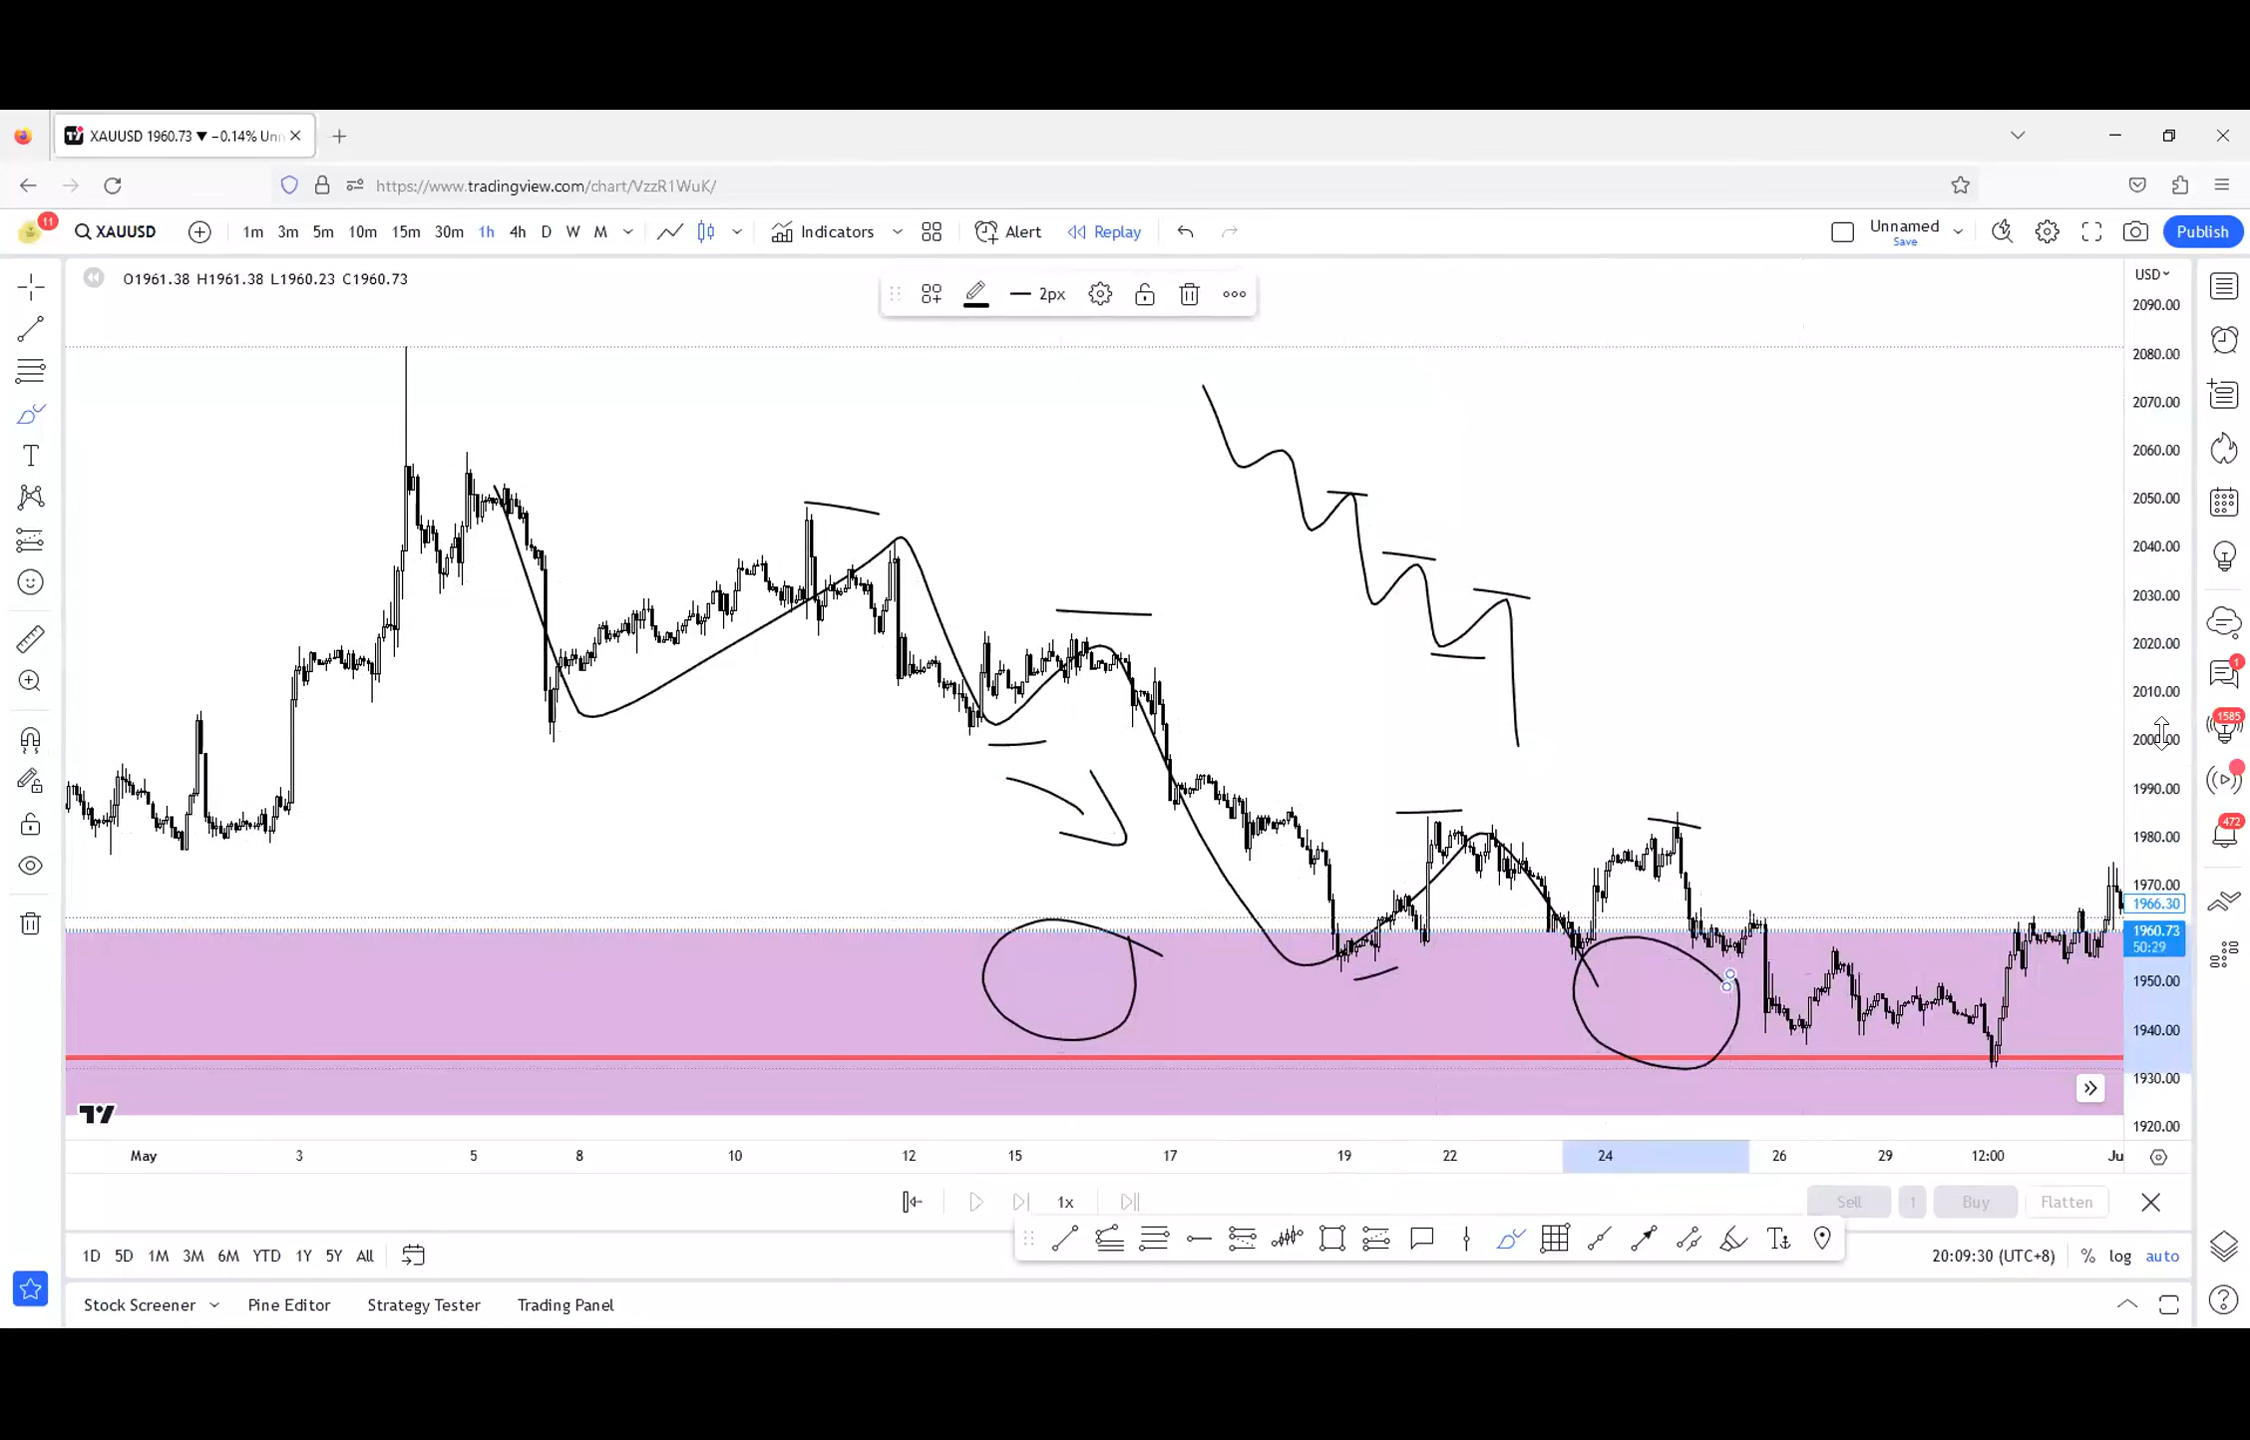 XAUUSD 1960.73 ▼ −0.14% Unn
https://www.tradingview.com/chart/VzzR1WuK/
11
XAUUSD 1m 3m 5m 10m 15m 30m 1h 4h D W M Indicators Alert Replay Unnamed Publish
Save
O1961.38 H1961.38 L1960.23 C1960.73
2px
USD
2090.00
2080.00
2070.00
2060.00
2050.00
2040.00
2030.00
2020.00
2010.00
2000.00
1990.00
1980.00
1970.00
1966.30
1960.73
50:29
1950.00
1940.00
1930.00
1920.00
1
1585
472
T
May 3 5 8 10 12 15 17 19 22 24 26 29 12:00 Ju
1x Sell 1 Buy Flatten
1D 5D 1M 3M 6M YTD 1Y 5Y All 20:09:30 (UTC+8) % log auto
Stock Screener Pine Editor Strategy Tester Trading Panel